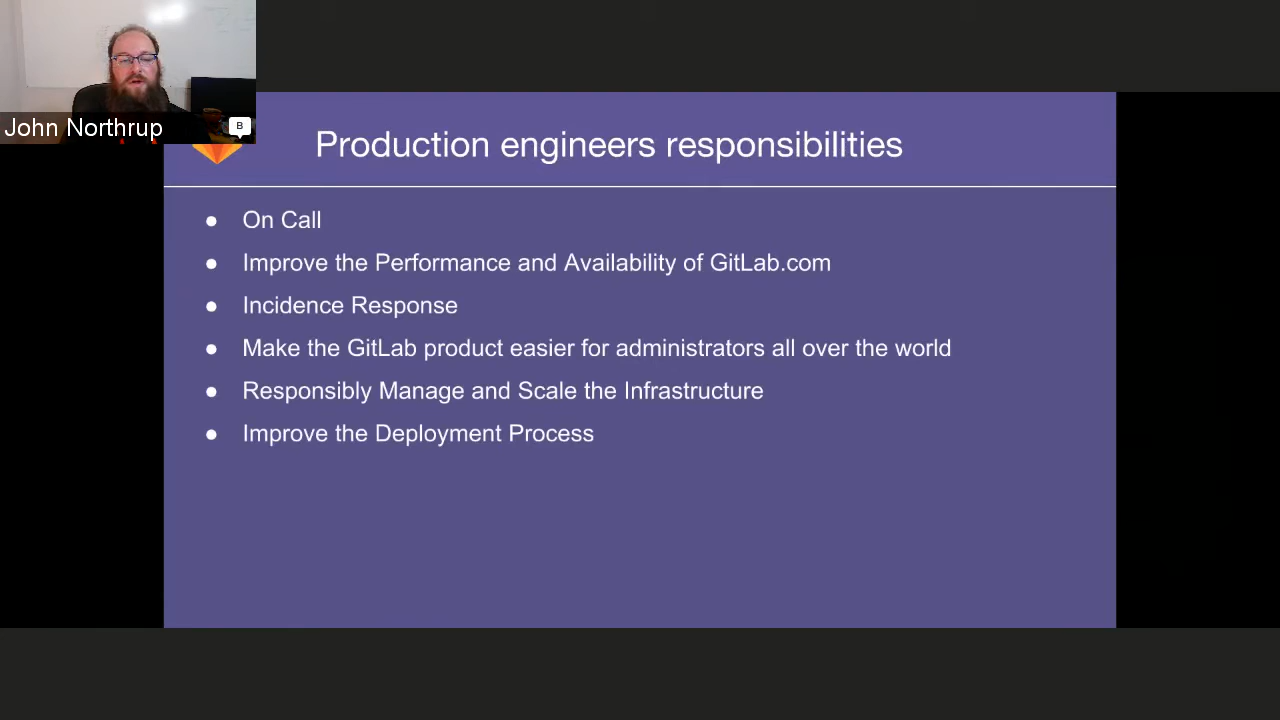 John Northrup
B
Production engineers responsibilities
● On Call
● Improve the Performance and Availability of GitLab.com
● Incidence Response
● Make the GitLab product easier for administrators all over the world
● Responsibly Manage and Scale the Infrastructure
● Improve the Deployment Process